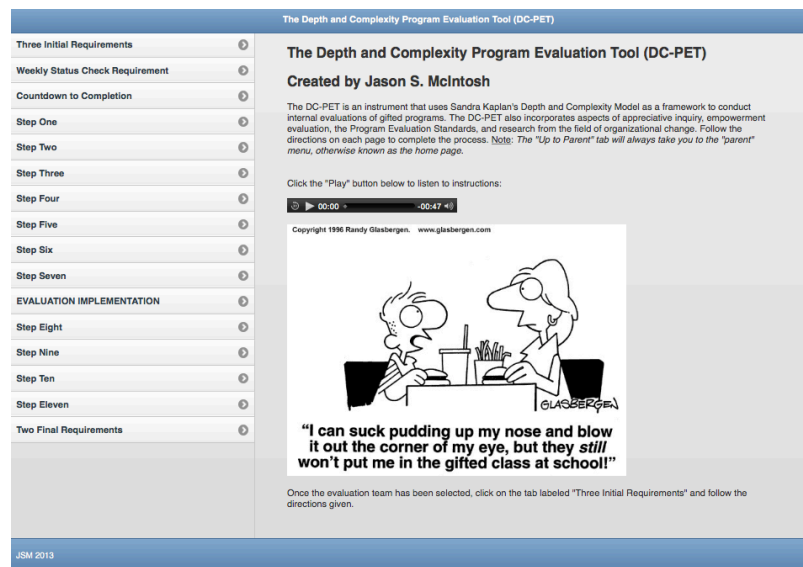 The Depth and Complexity Program Evaluation Tool (DC-PET)
Three Initial Requirements
Weekly Status Check Requirement
Countdown to Completion
Step One
Step Two
Step Three
Step Four
Step Five
Step Six
Step Seven
EVALUATION IMPLEMENTATION
Step Eight
Step Nine
Step Ten
Step Eleven
Two Final Requirements
The Depth and Complexity Program Evaluation Tool (DC-PET)
Created by Jason S. McIntosh
The DC-PET is an instrument that uses Sandra Kaplan's Depth and Complexity Model as a framework to conduct
internal evaluations of gifted programs. The DC-PET also incorporates aspects of appreciative inquiry, empowerment
evaluation, the Program Evaluation Standards, and research from the field of organizational change. Follow the
directions on each page to complete the process. Note: The "Up to Parent" tab will always take you to the "parent"
menu, otherwise known as the home page.
Click the "Play" button below to listen to instructions:
00:00 -00:47
Copyright 1996 Randy Glasbergen. www.glasbergen.com
GLASBERGEN
“I can suck pudding up my nose and blow
it out the corner of my eye, but they still
won’t put me in the gifted class at school!”
Once the evaluation team has been selected, click on the tab labeled "Three Initial Requirements" and follow the
directions given.
JSM 2013